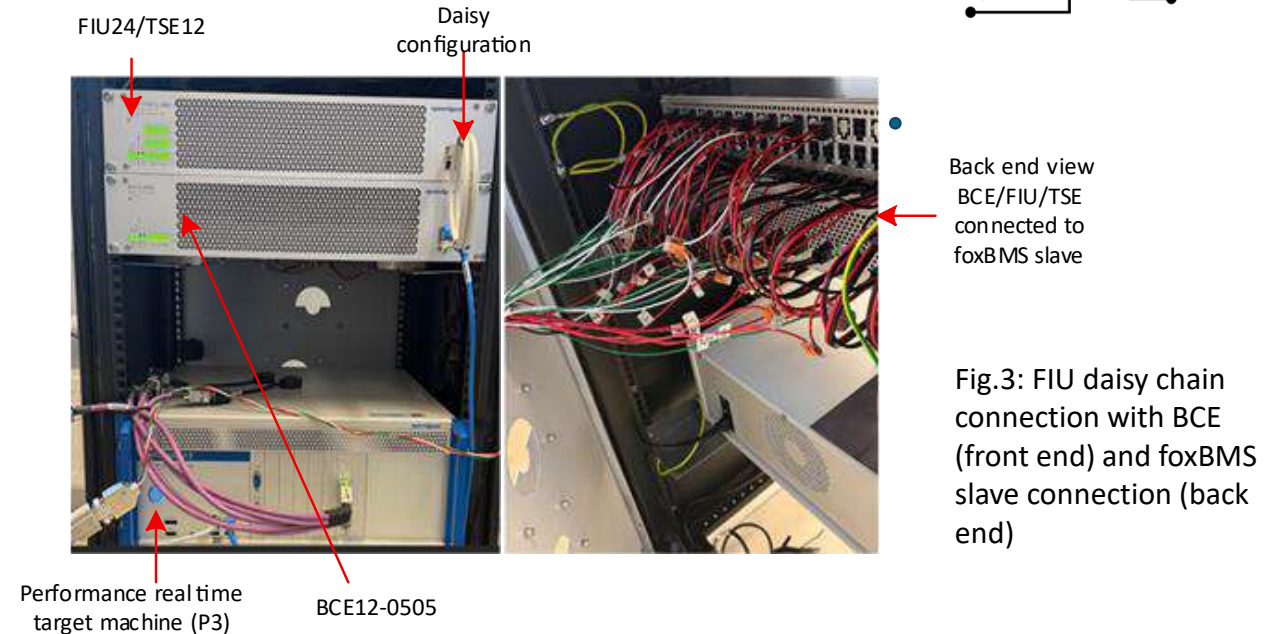 FIU24/TSE12
Daisy
configuration
Back end view
BCE/FIU/TSE
connected to
foxBMS slave
Fig.3: FIU daisy chain
connection with BCE
(front end) and foxBMS
slave connection (back
end)
Performance real time
target machine (P3)
BCE12-0505